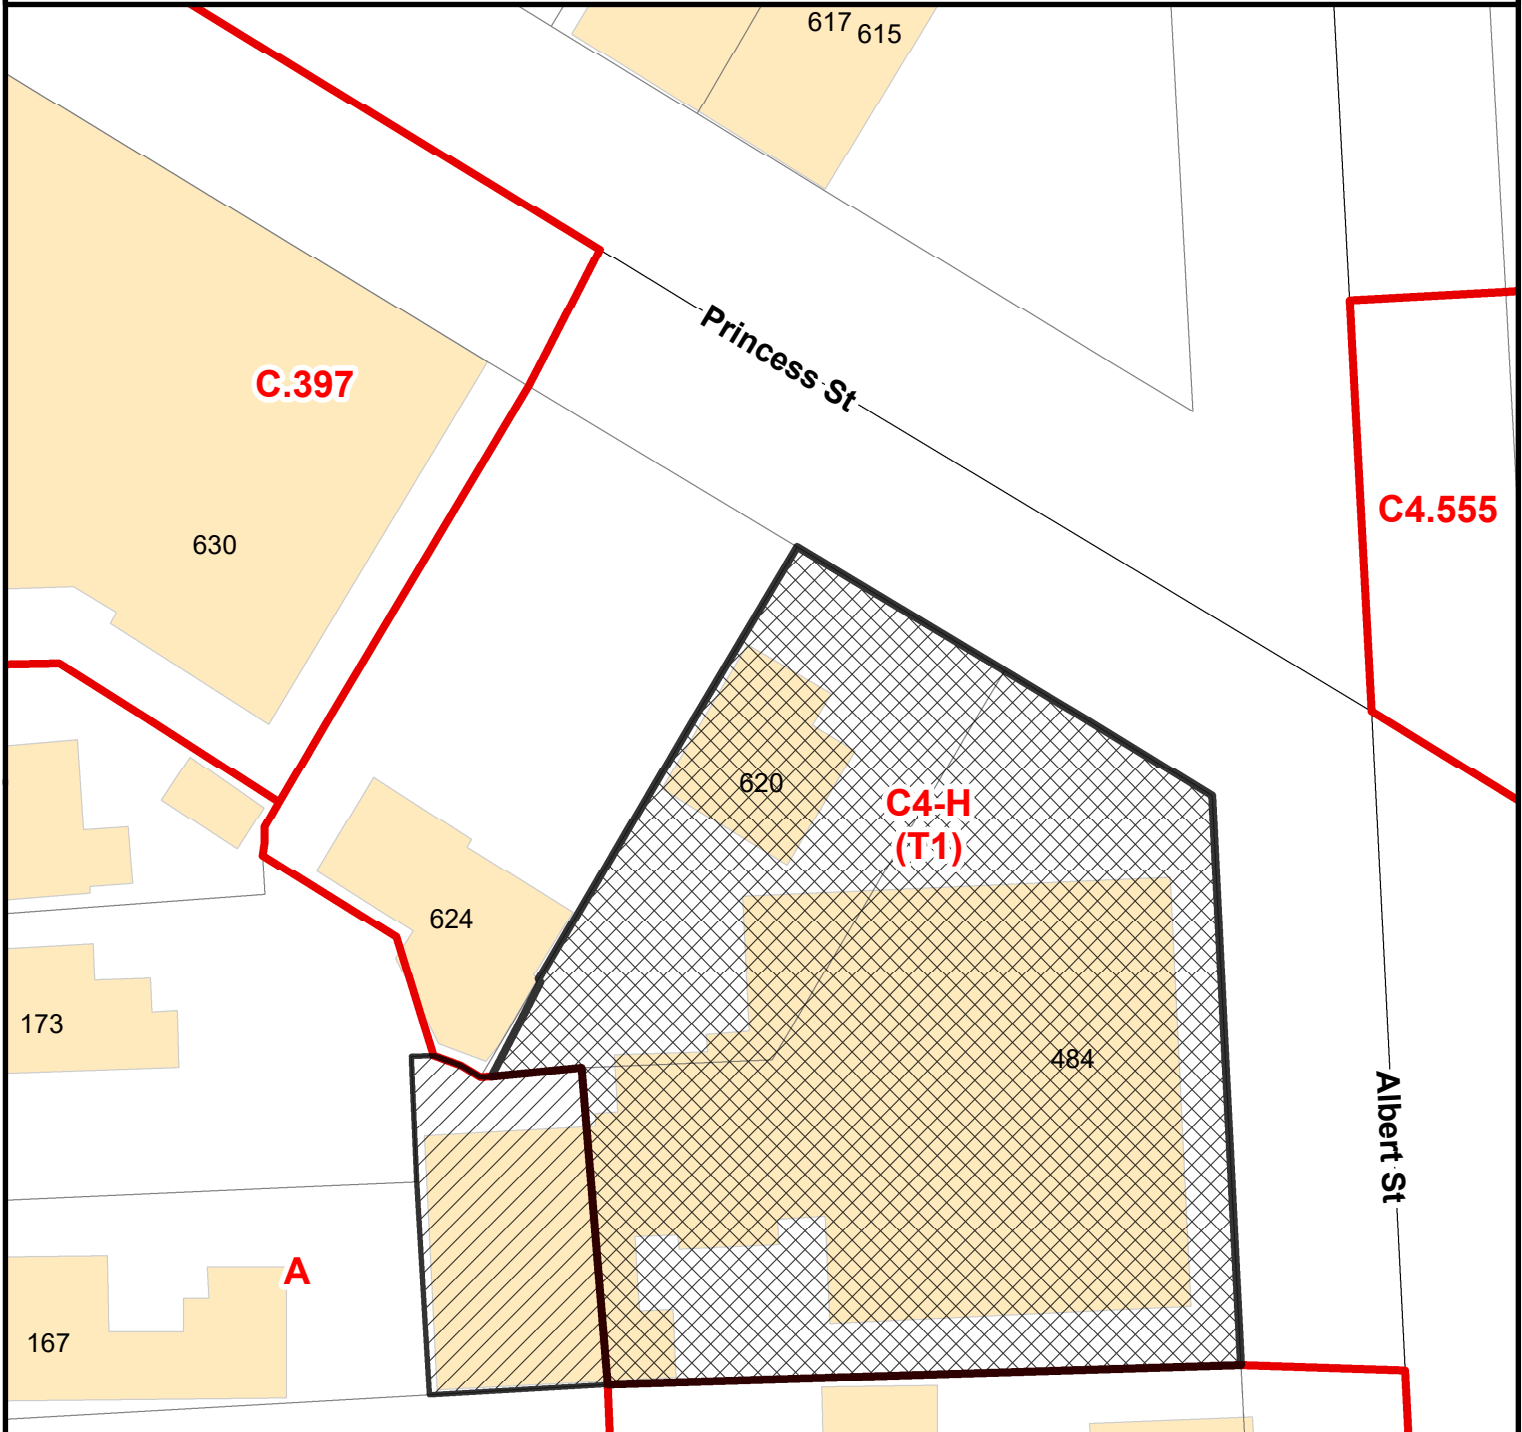 617 615
Princess St
C.397
C4.555
630
620
C4-H
(T1)
624
173
484
Albert St
A
167